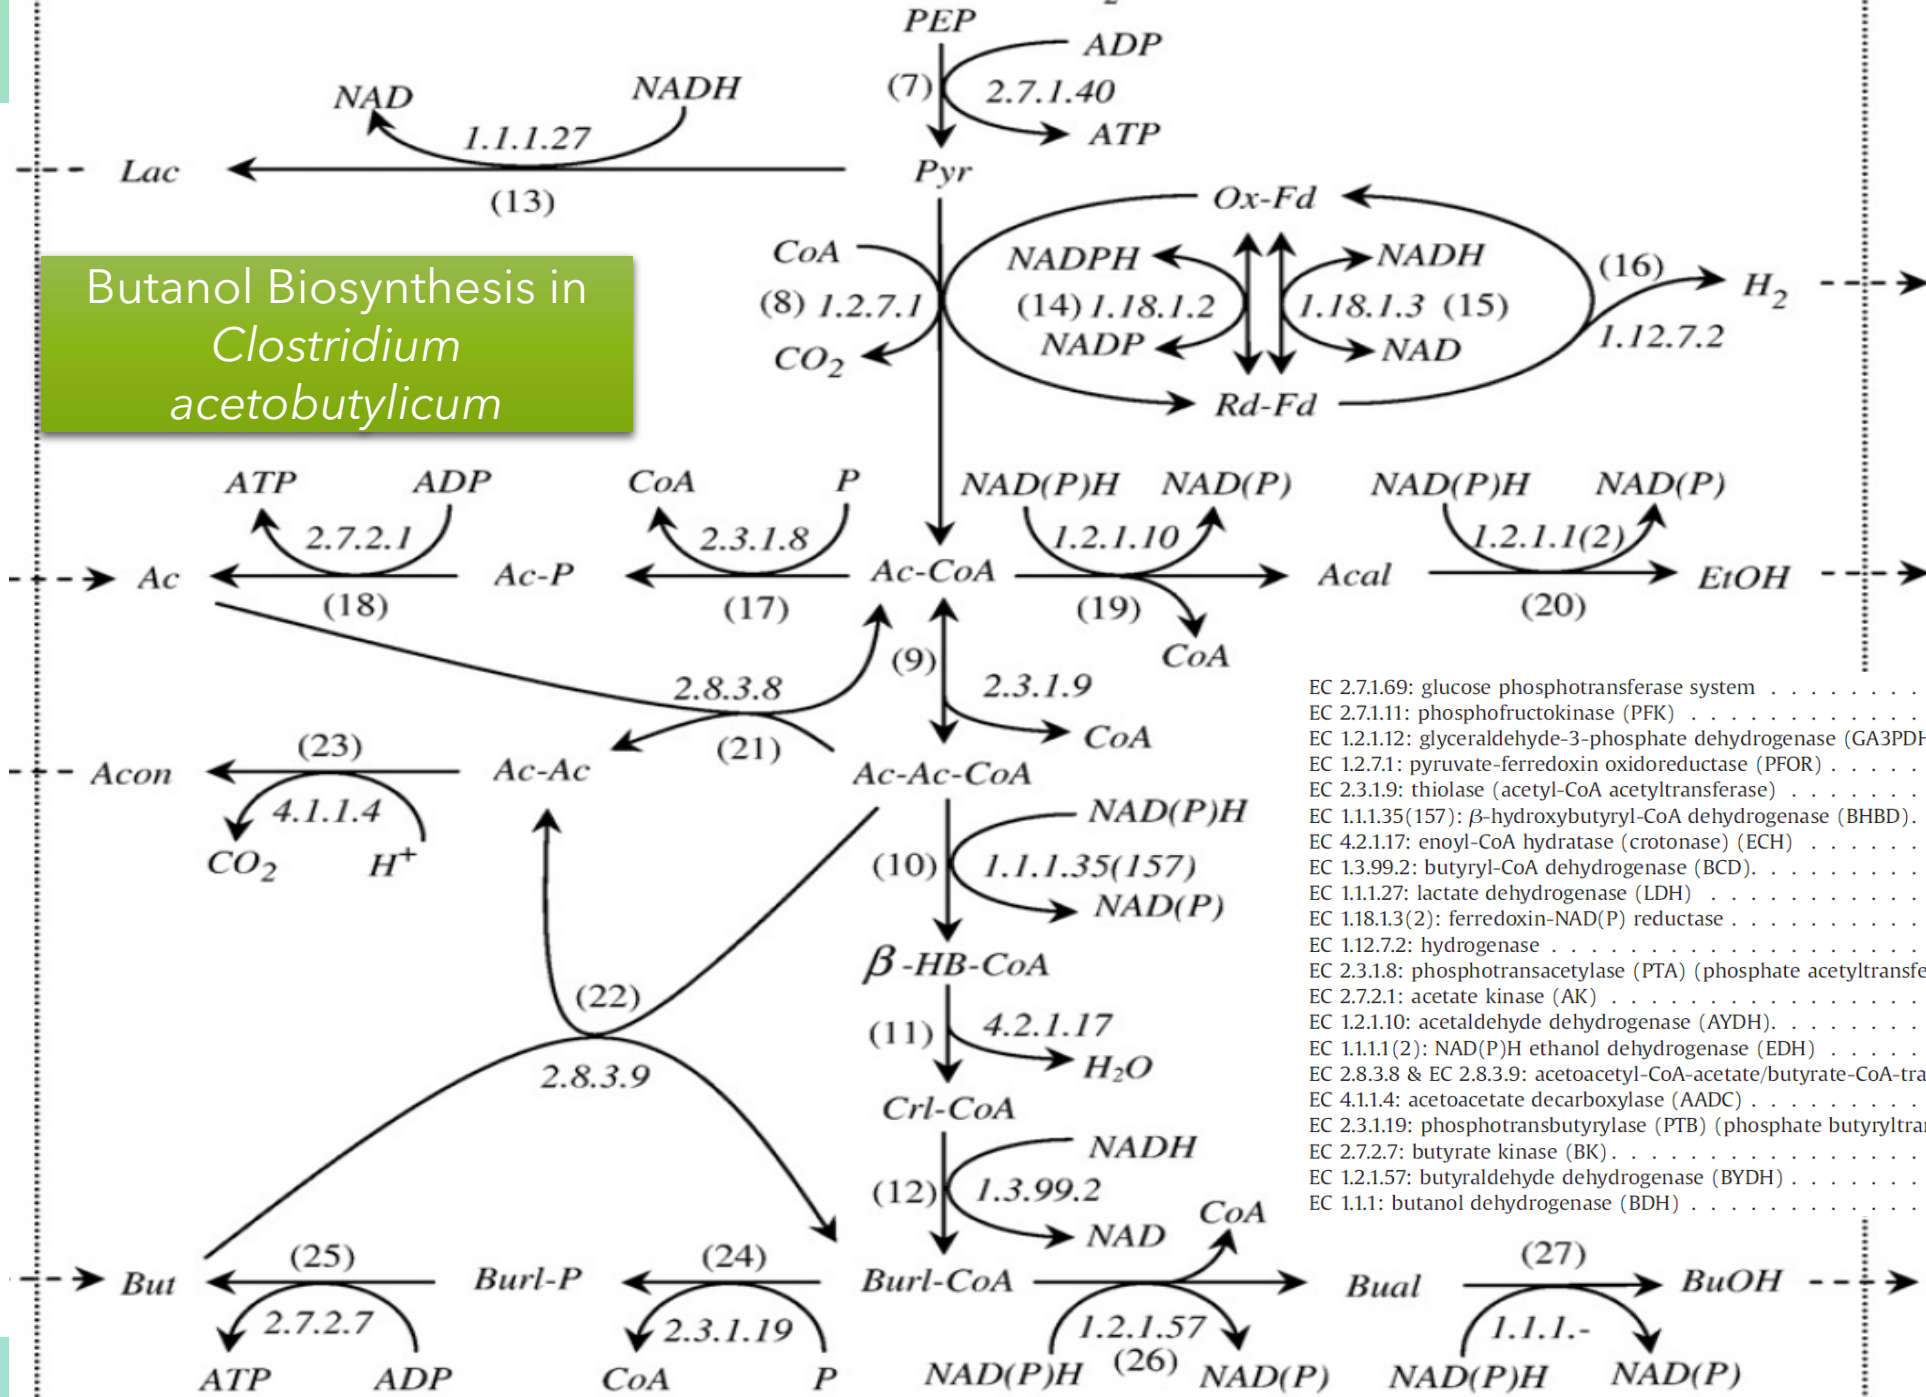 PEP
ADP
(7)
2.7.1.40
ATP
NAD
NADH
1.1.1.27
Lac
Pyr
(13)
Butanol Biosynthesis in
Clostridium
acetobutylicum
Ox-Fd
CoA
NADPH
NADH
(16)
H2
(8) 1.2.7.1
(14) 1.18.1.2
1.18.1.3 (15)
1.12.7.2
CO2
NADP
NAD
Rd-Fd
ATP
ADP
CoA
P
NAD(P)H
NAD(P)
NAD(P)H
NAD(P)
2.7.2.1
2.3.1.8
1.2.1.10
1.2.1.1(2)
Ac
Ac-P
Ac-CoA
Acal
EtOH
(18)
(17)
(19)
(20)
CoA
(9)
2.3.1.9
CoA
2.8.3.8
(21)
(23)
Acon
Ac-Ac
Ac-Ac-CoA
4.1.1.4
CO2
H+
NAD(P)H
(10)
1.1.1.35(157)
NAD(P)
β-HB-CoA
(22)
2.8.3.9
(11)
4.2.1.17
H2O
Crl-CoA
NADH
(12)
1.3.99.2
NAD
CoA
(25)
(24)
(27)
But
Burl-P
Burl-CoA
Bual
BuOH
2.7.2.7
2.3.1.19
1.2.1.57
(26)
1.1.1.-
ATP
ADP
CoA
P
NAD(P)H
NAD(P)
NAD(P)H
NAD(P)
EC 2.7.1.69: glucose phosphotransferase system . . . . . . . .
EC 2.7.1.11: phosphofructokinase (PFK) . . . . . . . . . . . .
EC 1.2.1.12: glyceraldehyde-3-phosphate dehydrogenase (GA3PDH
EC 1.2.7.1: pyruvate-ferredoxin oxidoreductase (PFOR) . . . . .
EC 2.3.1.9: thiolase (acetyl-CoA acetyltransferase) . . . . . . .
EC 1.1.1.35(157): β-hydroxybutyryl-CoA dehydrogenase (BHBD).
EC 4.2.1.17: enoyl-CoA hydratase (crotonase) (ECH) . . . . . .
EC 1.3.99.2: butyryl-CoA dehydrogenase (BCD). . . . . . . . .
EC 1.1.1.27: lactate dehydrogenase (LDH) . . . . . . . . . . .
EC 1.18.1.3(2): ferredoxin-NAD(P) reductase . . . . . . . . . .
EC 1.12.7.2: hydrogenase . . . . . . . . . . . . . . . . . . .
EC 2.3.1.8: phosphotransacetylase (PTA) (phosphate acetyltransfe
EC 2.7.2.1: acetate kinase (AK) . . . . . . . . . . . . . . . .
EC 1.2.1.10: acetaldehyde dehydrogenase (AYDH). . . . . . . .
EC 1.1.1.1(2): NAD(P)H ethanol dehydrogenase (EDH) . . . . .
EC 2.8.3.8 & EC 2.8.3.9: acetoacetyl-CoA-acetate/butyrate-CoA-tra
EC 4.1.1.4: acetoacetate decarboxylase (AADC) . . . . . . . . .
EC 2.3.1.19: phosphotransbutyrylase (PTB) (phosphate butyryltra
EC 2.7.2.7: butyrate kinase (BK). . . . . . . . . . . . . . . .
EC 1.2.1.57: butyraldehyde dehydrogenase (BYDH) . . . . . . .
EC 1.1.1: butanol dehydrogenase (BDH) . . . . . . . . . . . .